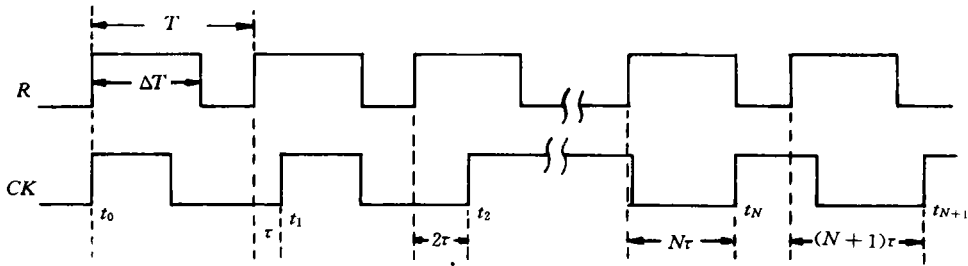 T
R
ΔT
CK
t₀
τ
t₁
2τ
t₂
Nτ
t_N
(N + 1)τ
t_{N+1}